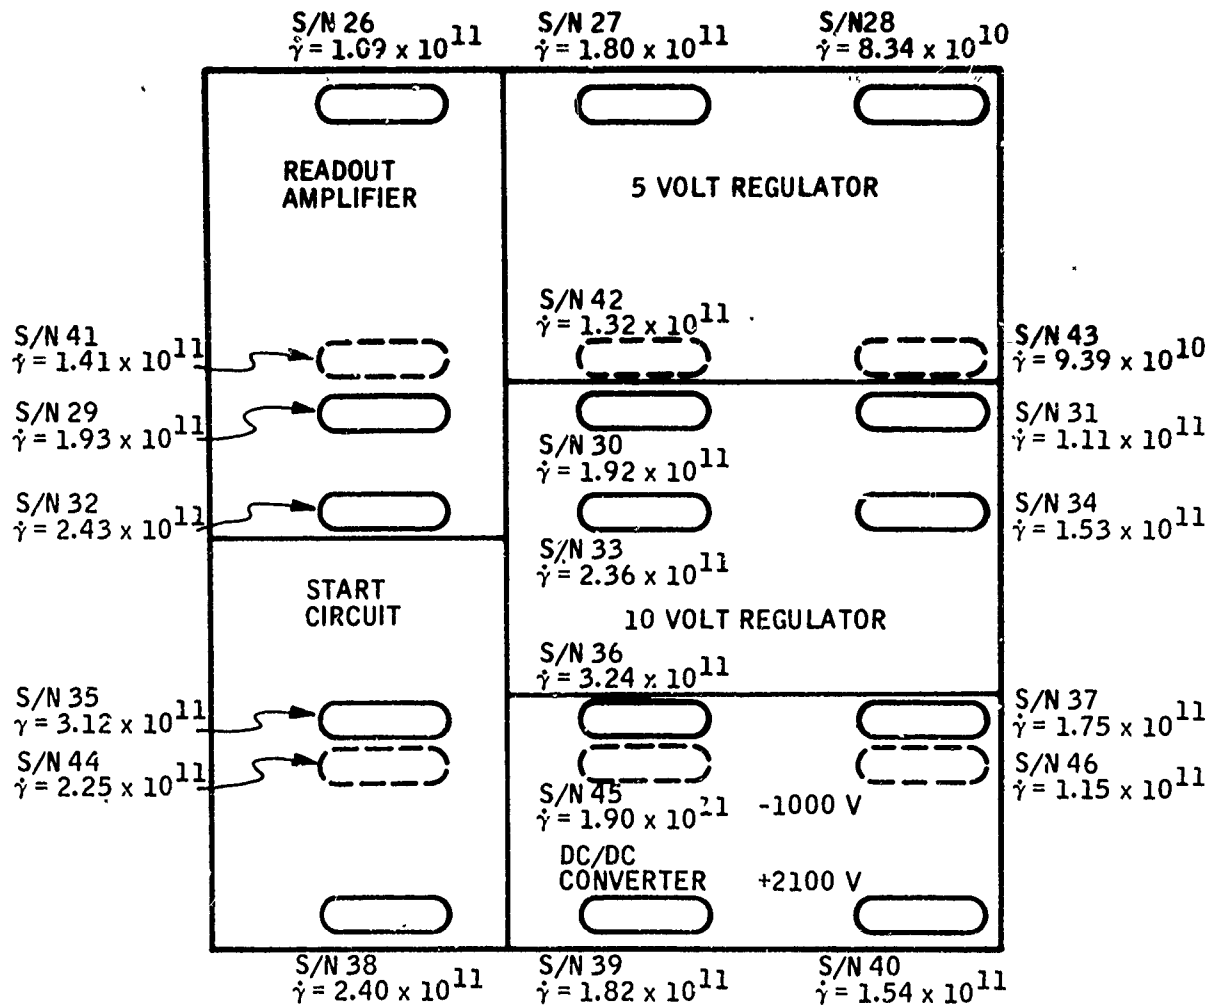 S/N 26
γ̇ = 1.09 x 10^11
S/N 27
γ̇ = 1.80 x 10^11
S/N28
γ̇ = 8.34 x 10^10
READOUT
AMPLIFIER
5 VOLT REGULATOR
S/N 41
γ̇ = 1.41 x 10^11
S/N 42
γ̇ = 1.32 x 10^11
S/N 43
γ̇ = 9.39 x 10^10
S/N 29
γ̇ = 1.93 x 10^11
S/N 30
γ̇ = 1.92 x 10^11
S/N 31
γ̇ = 1.11 x 10^11
S/N 32
γ̇ = 2.43 x 10^11
S/N 33
γ̇ = 2.36 x 10^11
S/N 34
γ̇ = 1.53 x 10^11
START
CIRCUIT
10 VOLT REGULATOR
S/N 35
γ = 3.12 x 10^11
S/N 36
γ̇ = 3.24 x 10^11
S/N 37
γ̇ = 1.75 x 10^11
S/N 44
γ̇ = 2.25 x 10^11
S/N 45
γ̇ = 1.90 x 10^11
-1000 V
S/N 46
γ̇ = 1.15 x 10^11
DC/DC
CONVERTER
+2100 V
S/N 38
γ̇ = 2.40 x 10^11
S/N 39
γ̇ = 1.82 x 10^11
S/N 40
γ̇ = 1.54 x 10^11